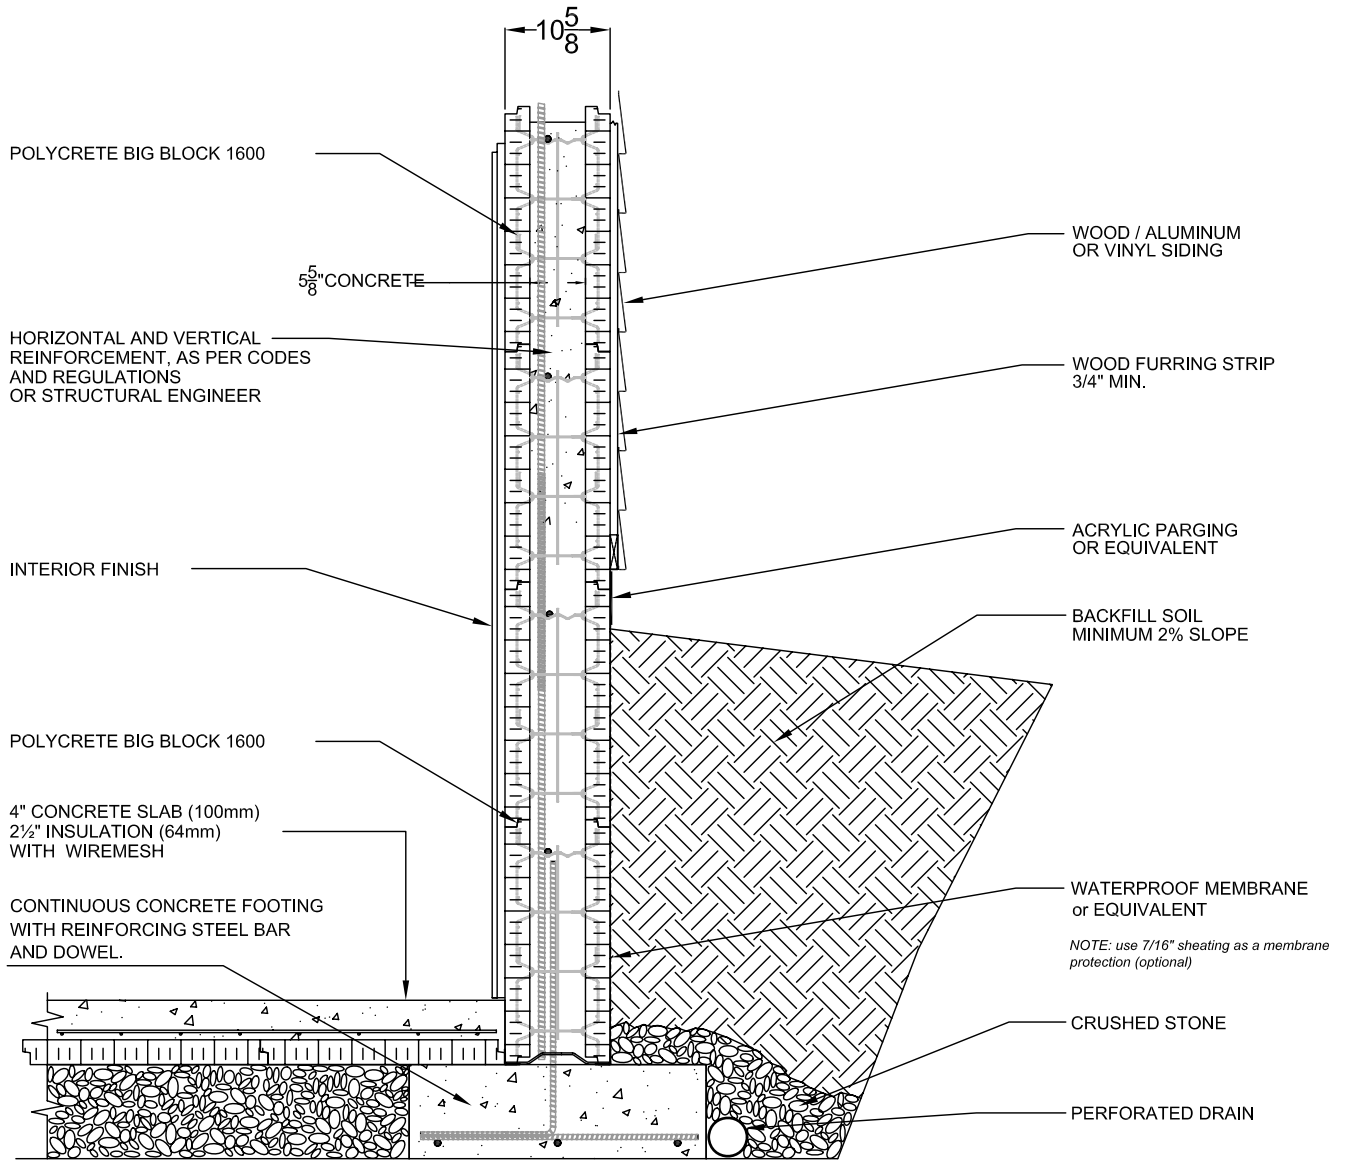 10 5/8
POLYCRETE BIG BLOCK 1600
5 5/8" CONCRETE
HORIZONTAL AND VERTICAL
REINFORCEMENT, AS PER CODES
AND REGULATIONS
OR STRUCTURAL ENGINEER
INTERIOR FINISH
POLYCRETE BIG BLOCK 1600
4" CONCRETE SLAB (100mm)
2½" INSULATION (64mm)
WITH WIREMESH
CONTINUOUS CONCRETE FOOTING
WITH REINFORCING STEEL BAR
AND DOWEL.
WOOD / ALUMINUM
OR VINYL SIDING
WOOD FURRING STRIP
3/4" MIN.
ACRYLIC PARGING
OR EQUIVALENT
BACKFILL SOIL
MINIMUM 2% SLOPE
WATERPROOF MEMBRANE
or EQUIVALENT
NOTE: use 7/16" sheating as a membrane
protection (optional)
CRUSHED STONE
PERFORATED DRAIN